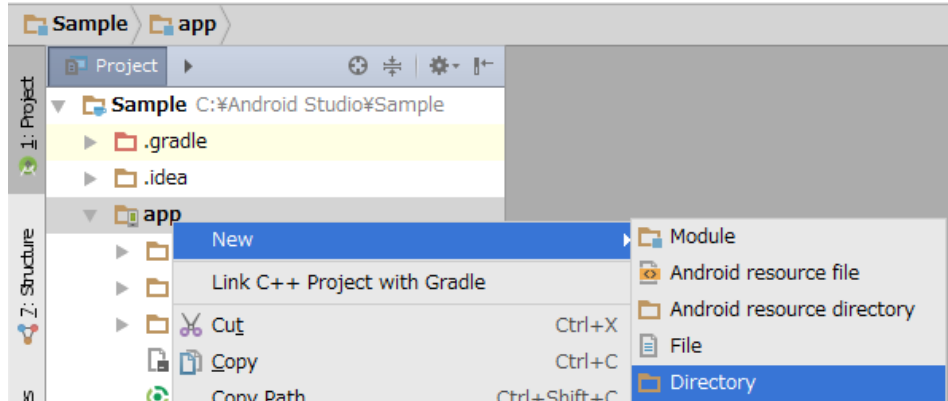 Sample app
Project
1: Project
Sample C:¥Android Studio¥Sample
.gradle
.idea
app
7: Structure
New
Link C++ Project with Gradle
Cut Ctrl+X
Copy Ctrl+C
Copy Path Ctrl+Shift+C
Module
Android resource file
Android resource directory
File
Directory